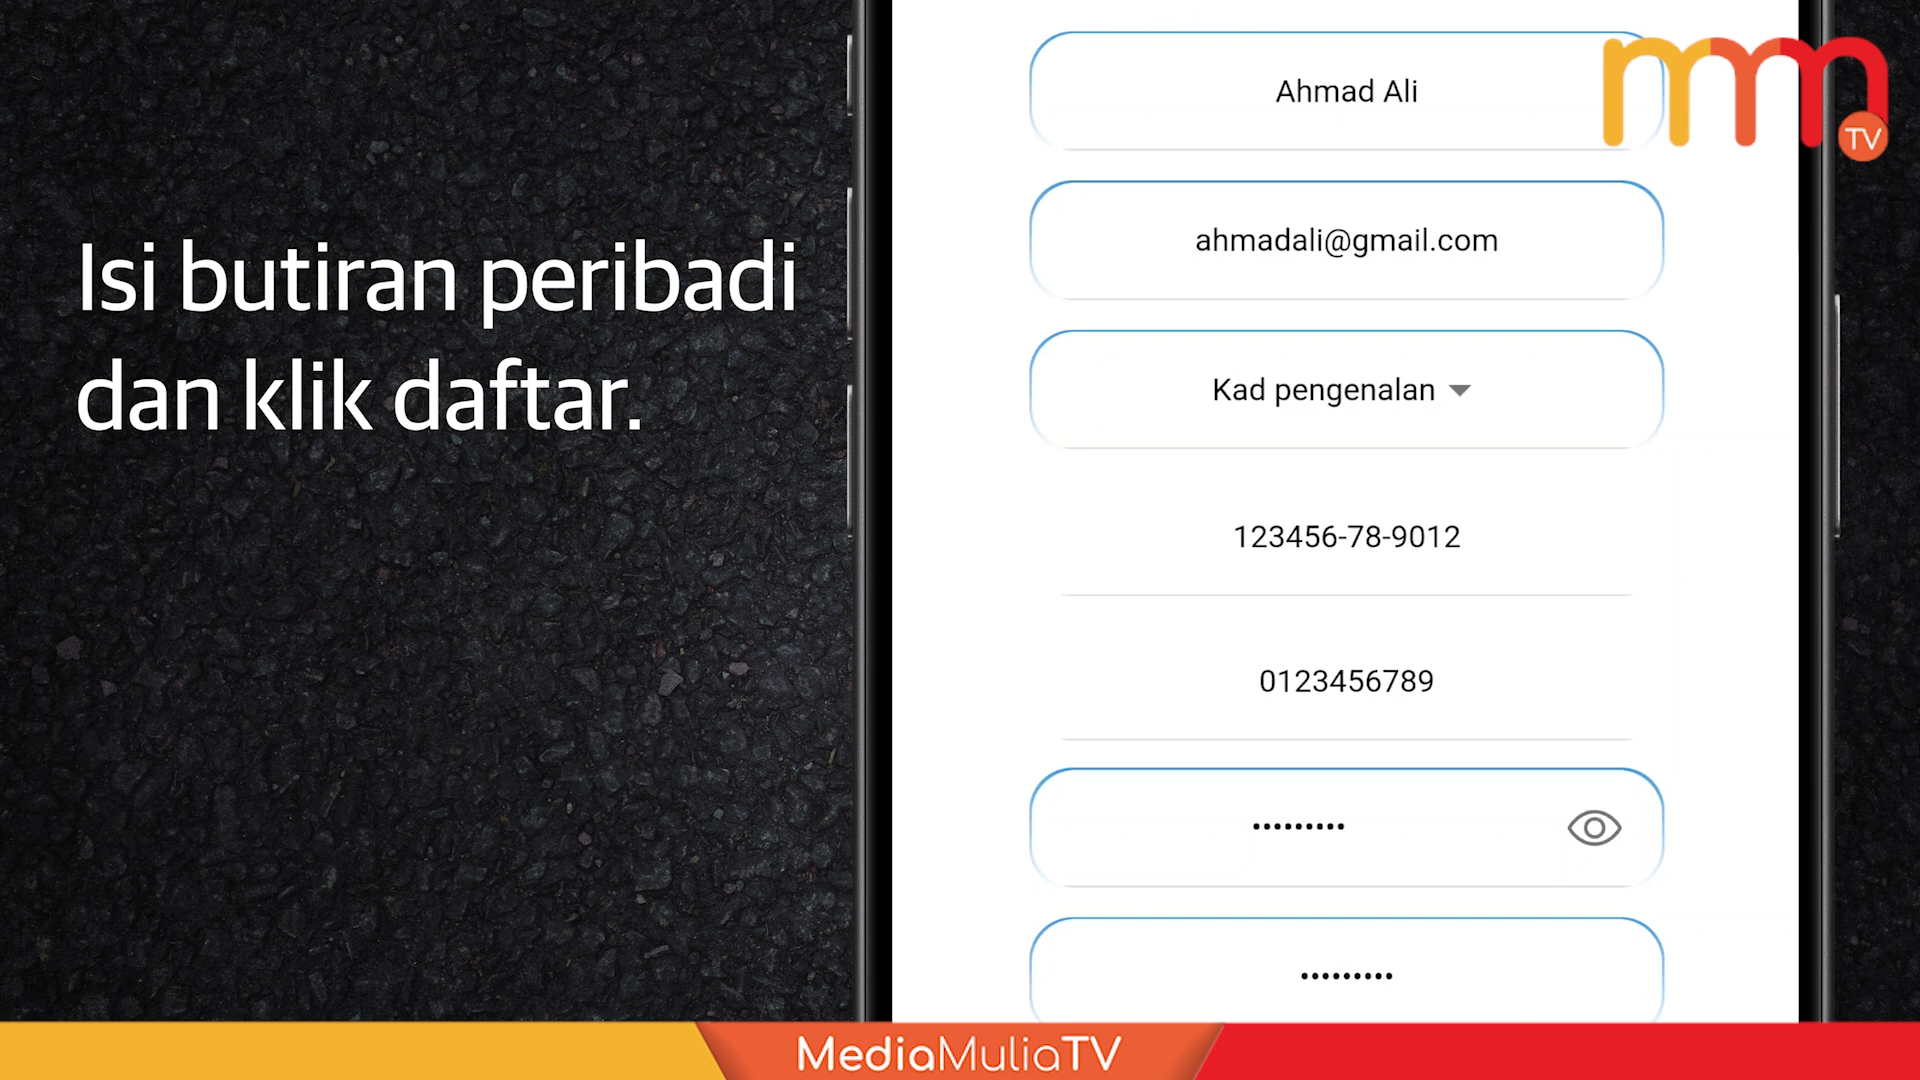 Isi butiran peribadi
dan klik daftar.
Ahmad Ali
ahmadali@gmail.com
Kad pengenalan
123456-78-9012
0123456789
•••••••••
•••••••••
mm
TV
MediaMuliaTV